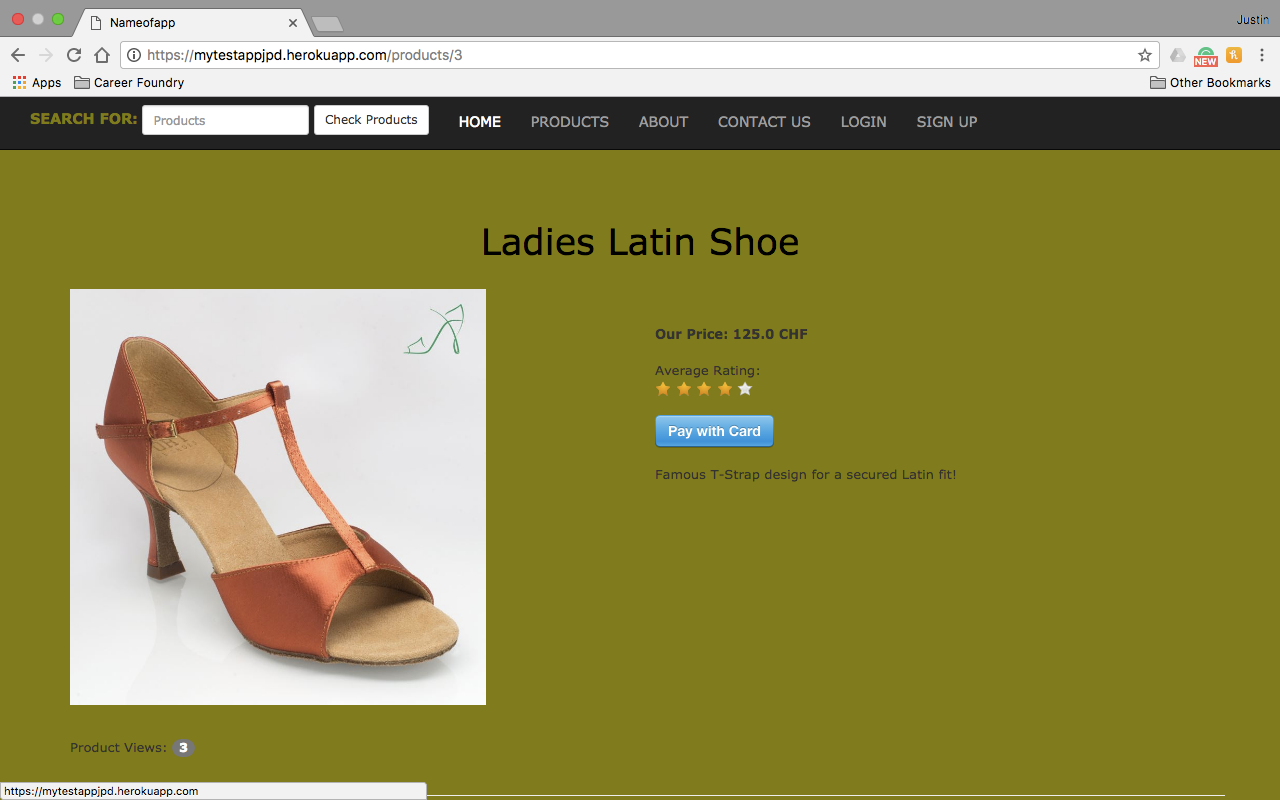 Nameofapp
Justin
https://mytestappjpd.herokuapp.com/products/3
NEW
Apps
Career Foundry
Other Bookmarks
SEARCH FOR:
Products
Check Products
HOME
PRODUCTS
ABOUT
CONTACT US
LOGIN
SIGN UP
Ladies Latin Shoe
Our Price: 125.0 CHF
Average Rating:
Pay with Card
Famous T-Strap design for a secured Latin fit!
Product Views: 3
https://mytestappjpd.herokuapp.com